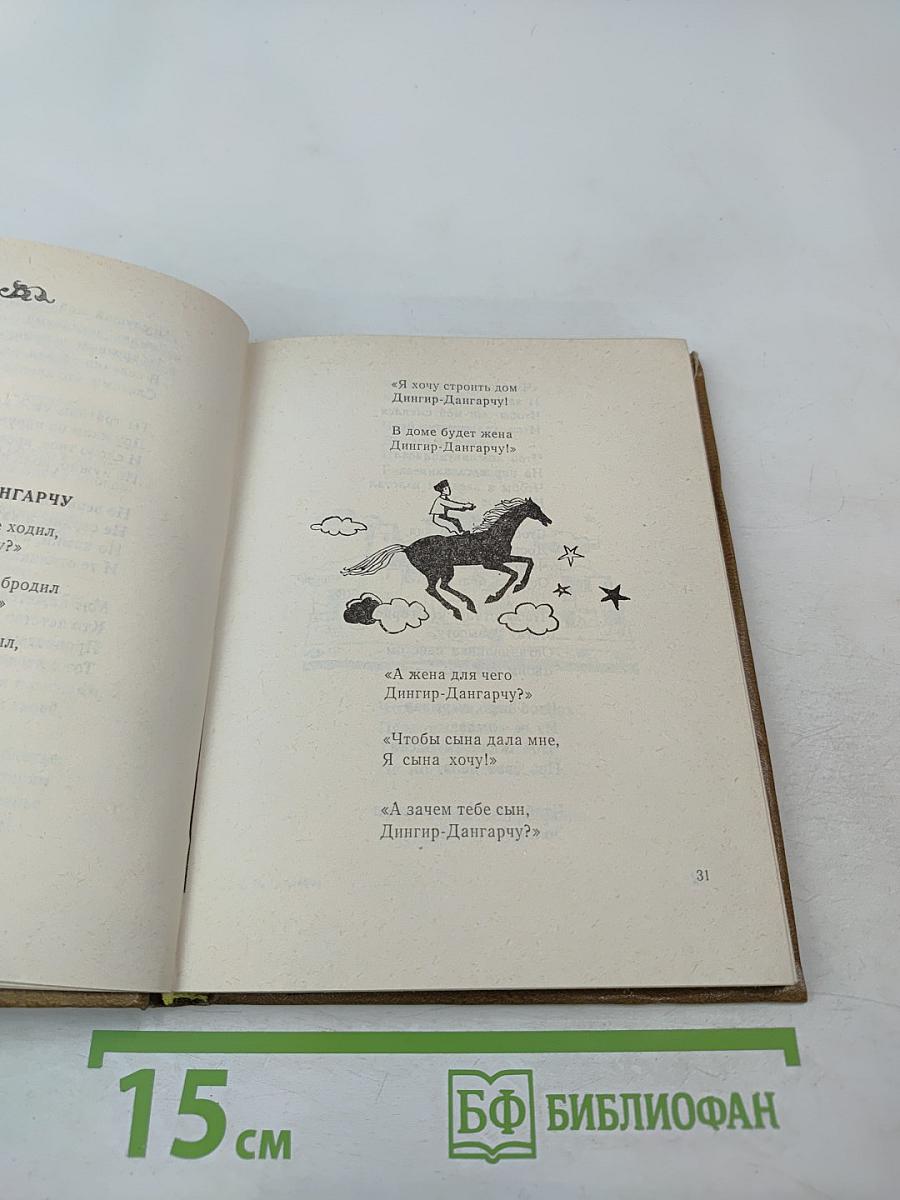 НГАРЧУ
е ходил,
у?»
бродил
»
ыл,
«Я хочу строить дом
Дингир-Дангарчу!
В доме будет жена
Дингир-Дангарчу!»
«А жена для чего
Дингир-Дангарчу?»
«Чтобы сына дала мне,
Я сына хочу!»
«А зачем тебе сын,
Дингир-Дангарчу?»
31
15 см
БФ БИБЛИОФАН